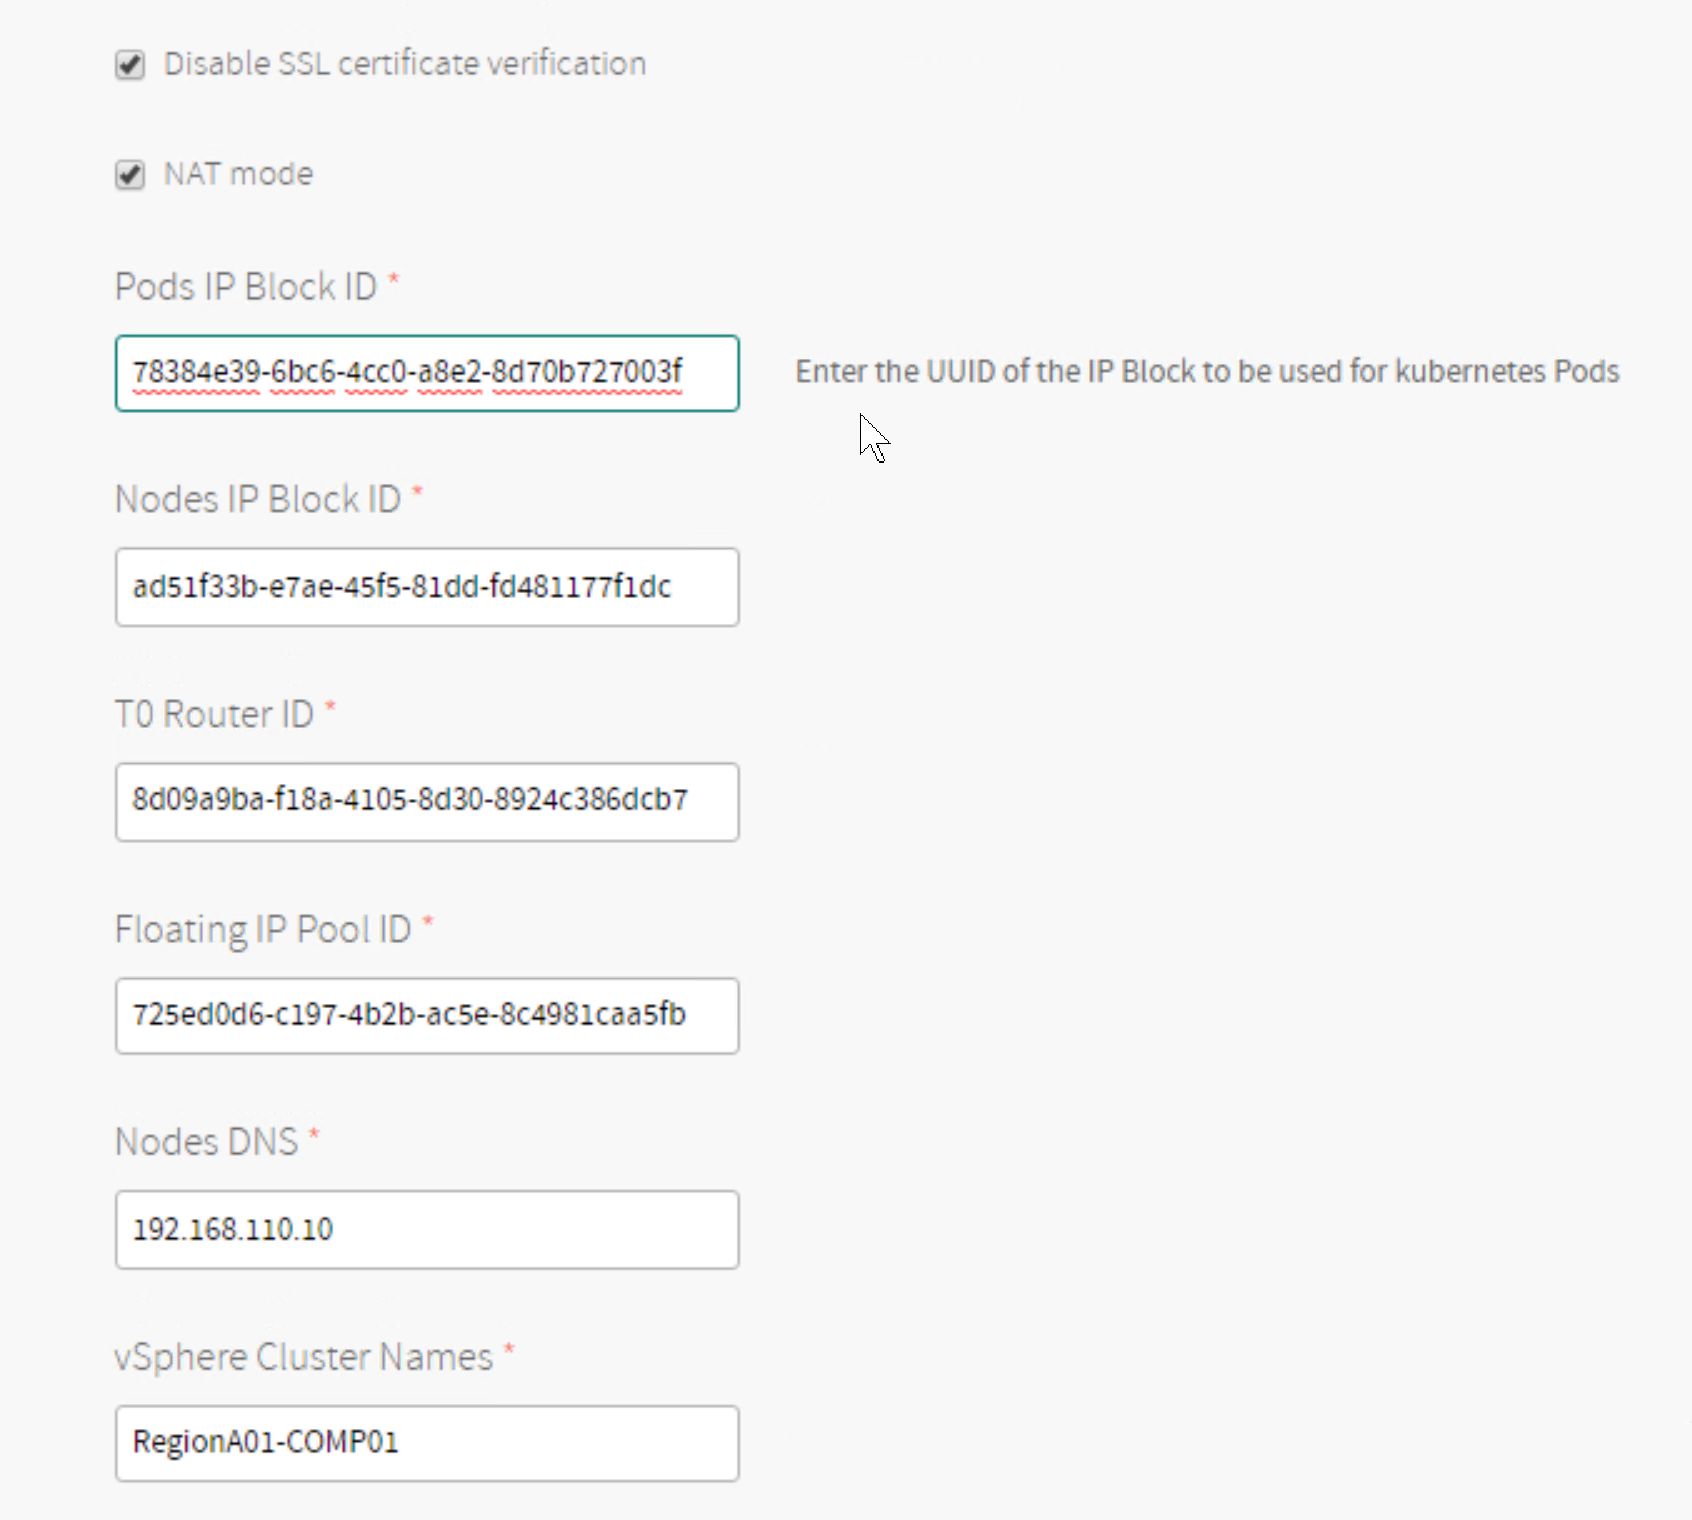 Disable SSL certificate verification
NAT mode
Pods IP Block ID *
78384e39-6bc6-4cc0-a8e2-8d70b727003f
Enter the UUID of the IP Block to be used for kubernetes Pods
Nodes IP Block ID *
ad51f33b-e7ae-45f5-81dd-fd481177f1dc
T0 Router ID *
8d09a9ba-f18a-4105-8d30-8924c386dcb7
Floating IP Pool ID *
725ed0d6-c197-4b2b-ac5e-8c4981caa5fb
Nodes DNS *
192.168.110.10
vSphere Cluster Names *
RegionA01-COMP01